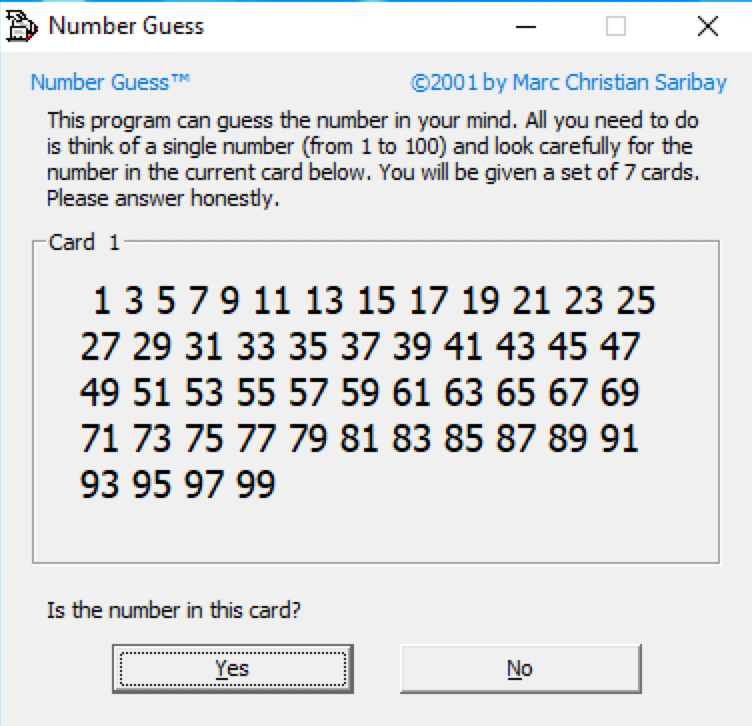 Number Guess
Number Guess™ ©2001 by Marc Christian Saribay
This program can guess the number in your mind. All you need to do
is think of a single number (from 1 to 100) and look carefully for the
number in the current card below. You will be given a set of 7 cards.
Please answer honestly.
Card 1
1 3 5 7 9 11 13 15 17 19 21 23 25
27 29 31 33 35 37 39 41 43 45 47
49 51 53 55 57 59 61 63 65 67 69
71 73 75 77 79 81 83 85 87 89 91
93 95 97 99
Is the number in this card?
Yes No